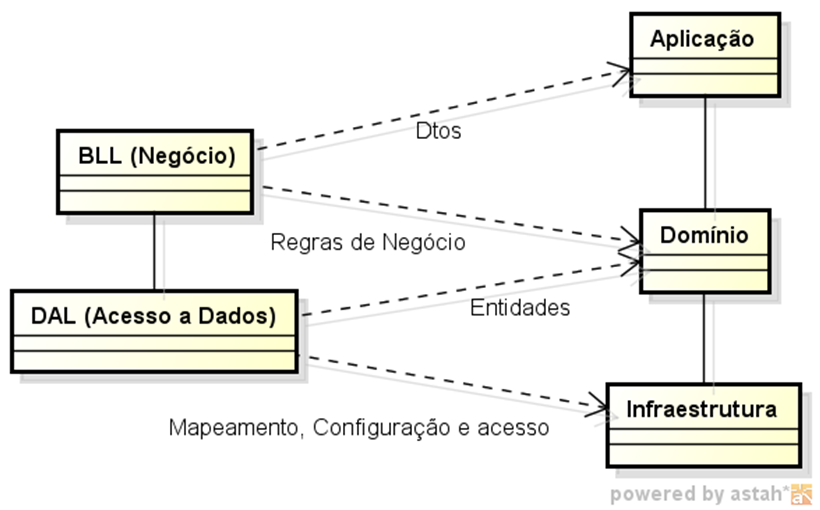 Aplicação
Dtos
BLL (Negócio)
Regras de Negócio
Domínio
DAL (Acesso a Dados)
Entidades
Mapeamento, Configuração e acesso
Infraestrutura
powered by astah*